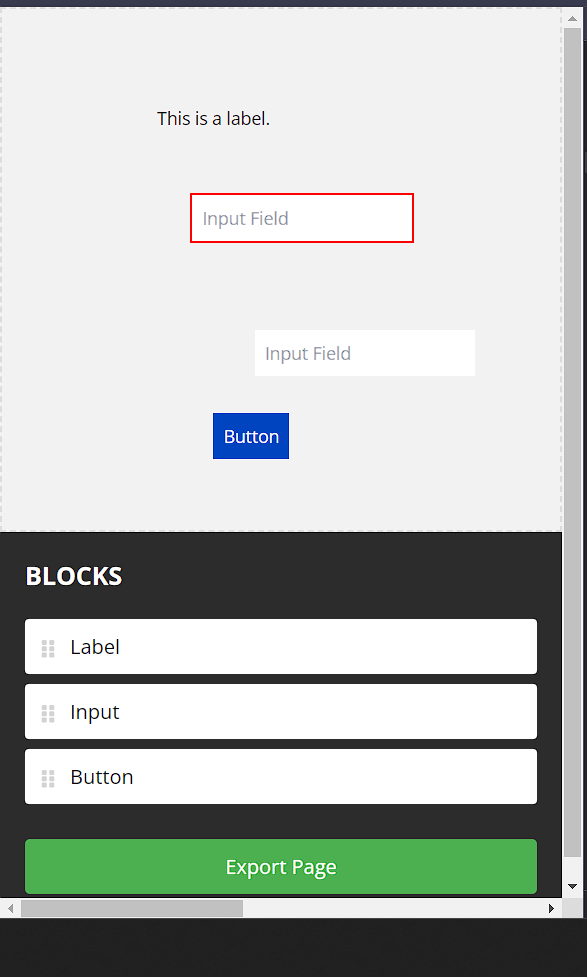 This is a label.
Input Field
Input Field
Button
BLOCKS
Label
Input
Button
Export Page